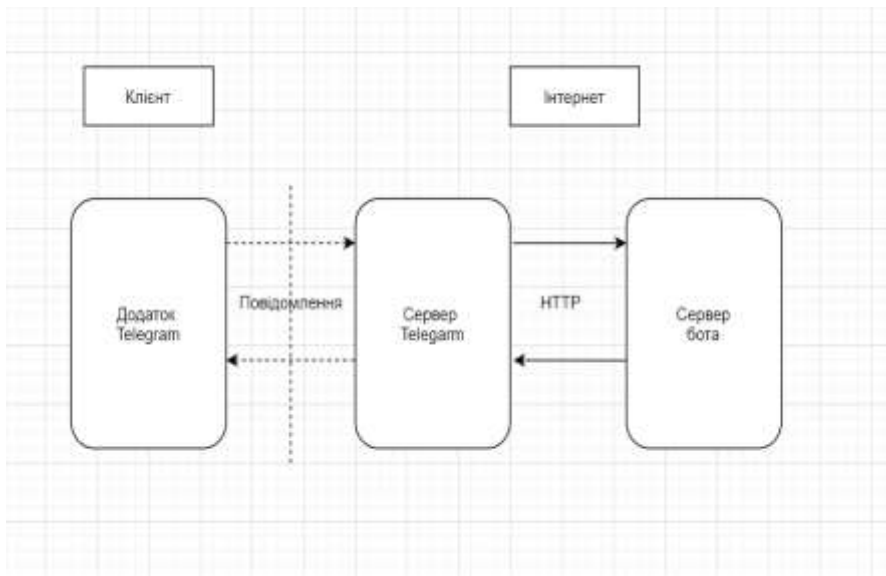 Клієнт
Інтернет
Додаток
Telegram
Повідомлення
Сервер
Telegarm
HTTP
Сервер
бота